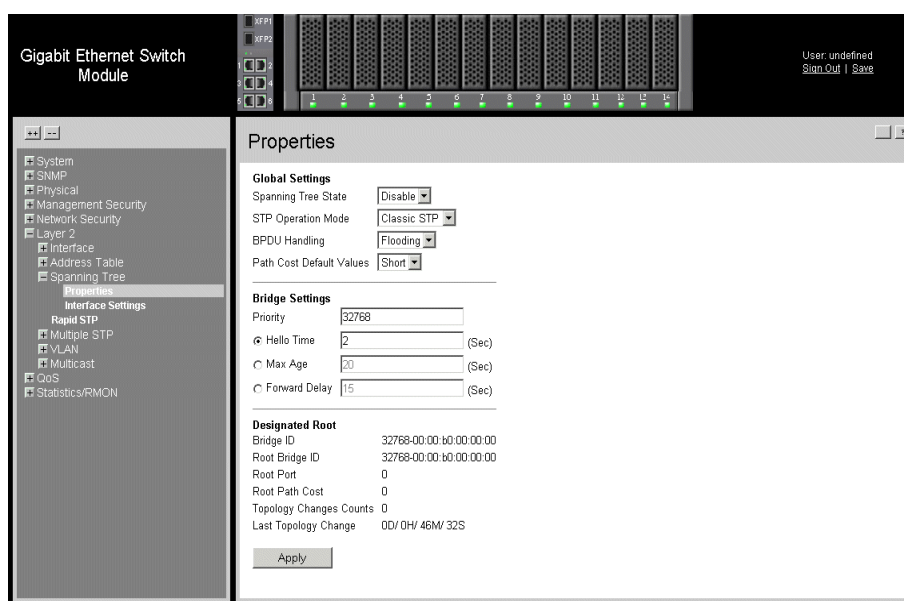 XFP1
XFP2
Gigabit Ethernet Switch
Module
User: undefined
Sign Out | Save
1 2
3 4
5 6
1 2 3 4 5 6 7 8 9 10 11 12 13 14
++ --
Properties
System
SNMP
Physical
Management Security
Network Security
Layer 2
Interface
Address Table
Spanning Tree
Properties
Interface Settings
Rapid STP
Multiple STP
VLAN
Multicast
QoS
Statistics/RMON
Global Settings
Spanning Tree State Disable
STP Operation Mode Classic STP
BPDU Handling Flooding
Path Cost Default Values Short
Bridge Settings
Priority 32768
Hello Time 2 (Sec)
Max Age 20 (Sec)
Forward Delay 15 (Sec)
Designated Root
Bridge ID 32768-00:00:b0:00:00:00
Root Bridge ID 32768-00:00:b0:00:00:00
Root Port 0
Root Path Cost 0
Topology Changes Counts 0
Last Topology Change 0D/ 0H/ 46M/ 32S
Apply